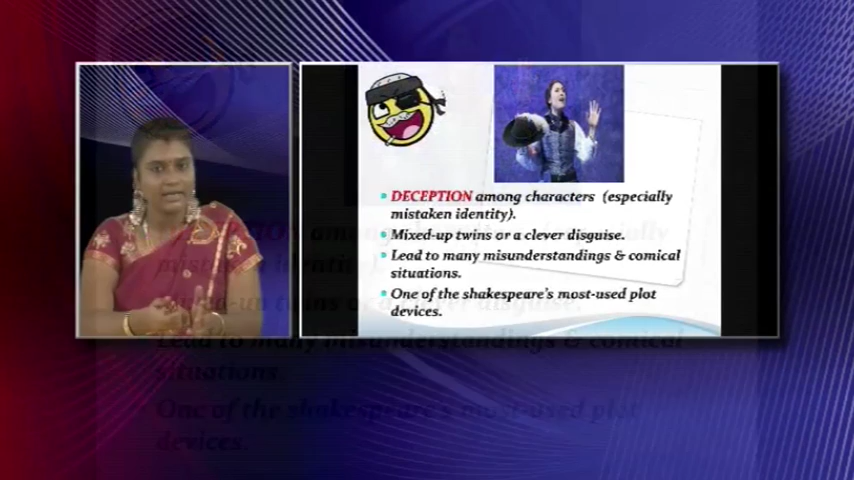 DECEPTION among characters (especially
mistaken identity).
Mixed-up twins or a clever disguise.
Lead to many misunderstandings & comical
situations.
One of the shakespeare's most-used plot
devices.